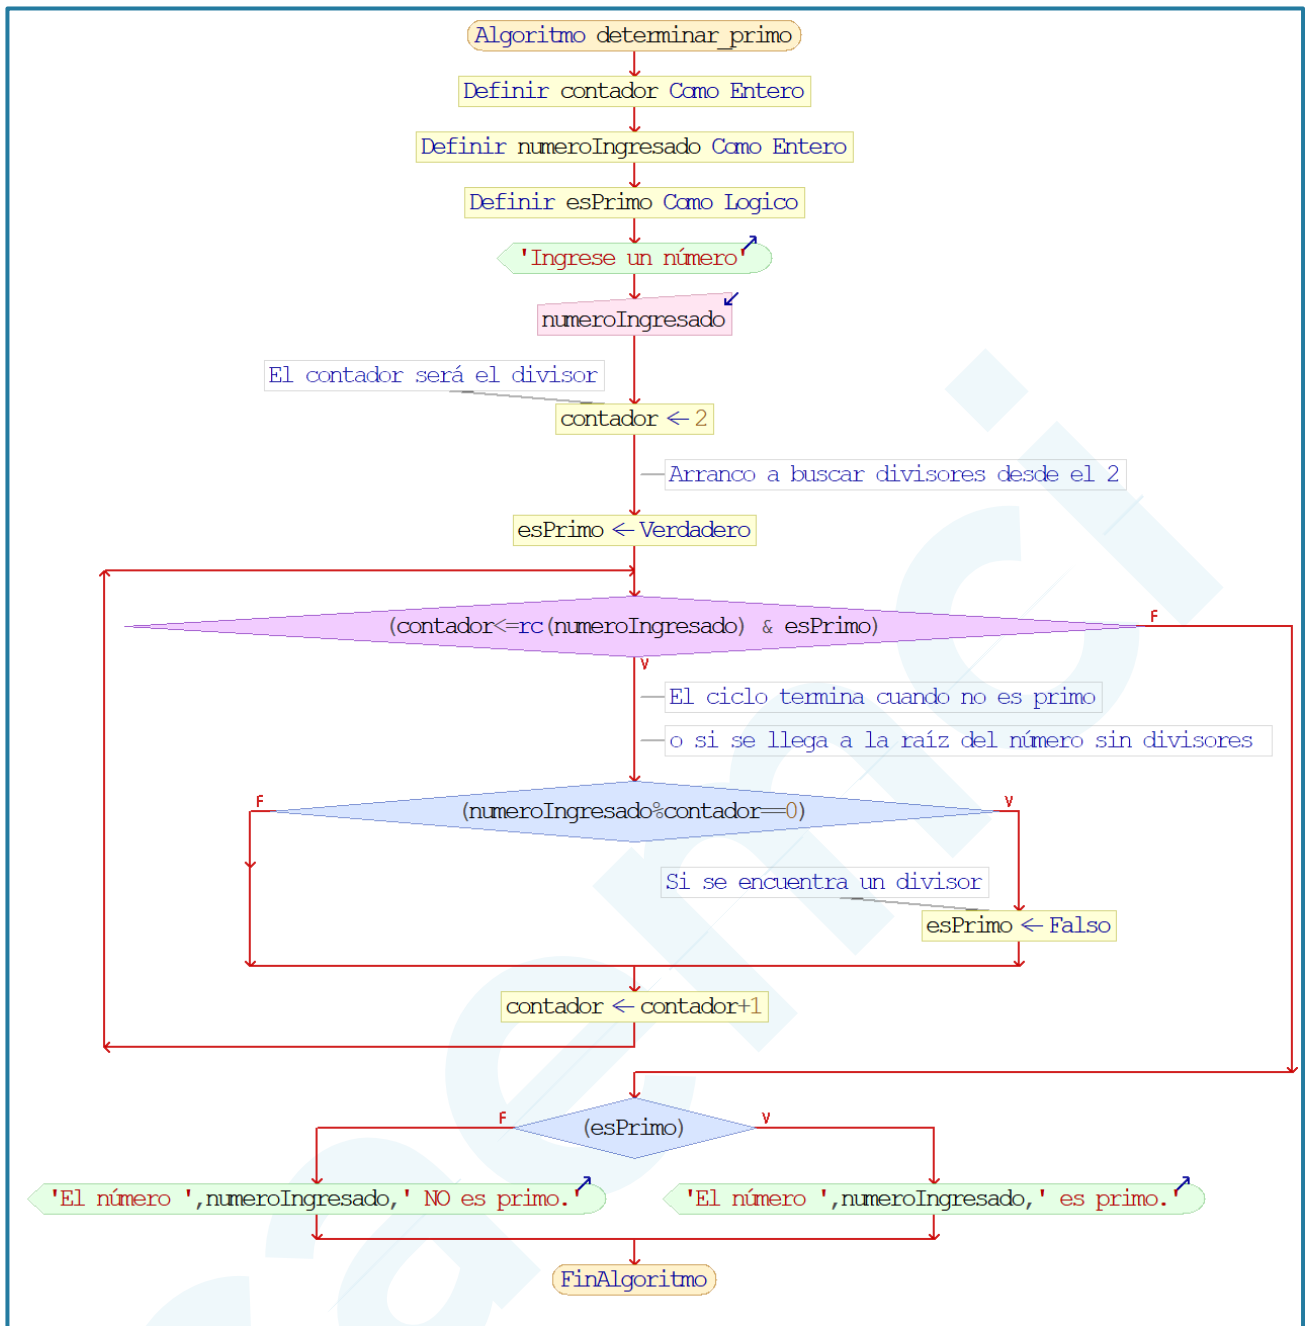 Algoritmo determinar_primo
Definir contador Como Entero
Definir numeroIngresado Como Entero
Definir esPrimo Como Logico
'Ingrese un número'
numeroIngresado
El contador será el divisor
contador ← 2
Arranco a buscar divisores desde el 2
esPrimo ← Verdadero
(contador<=rc(numeroIngresado) & esPrimo)
F
V
El ciclo termina cuando no es primo
o si se llega a la raíz del número sin divisores
F
(numeroIngresado%contador==0)
V
Si se encuentra un divisor
esPrimo ← Falso
contador ← contador+1
F
(esPrimo)
V
'El número ',numeroIngresado,' NO es primo.'
'El número ',numeroIngresado,' es primo.'
FinAlgoritmo